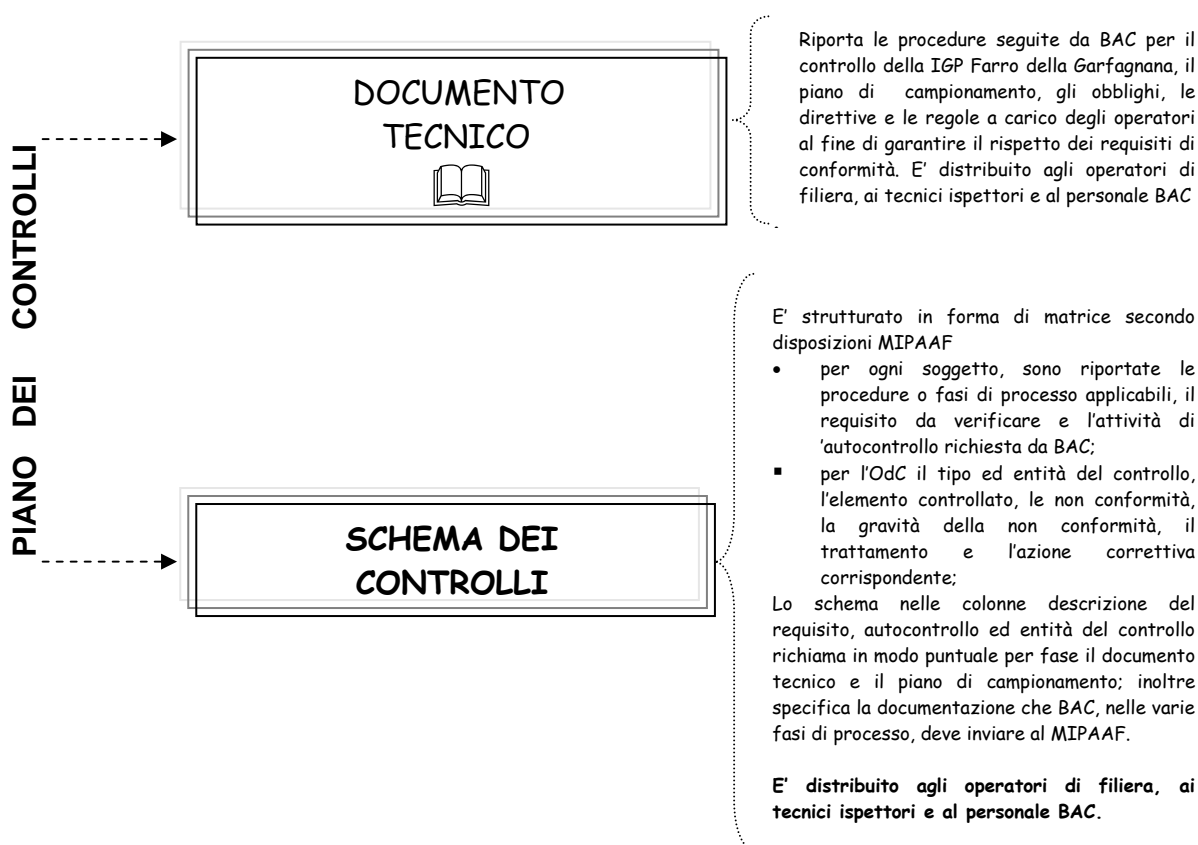 PIANO DEI CONTROLLI
DOCUMENTO
TECNICO
Riporta le procedure seguite da BAC per il
controllo della IGP Farro della Garfagnana, il
piano di campionamento, gli obblighi, le
direttive e le regole a carico degli operatori
al fine di garantire il rispetto dei requisiti di
conformità. E' distribuito agli operatori di
filiera, ai tecnici ispettori e al personale BAC
.
SCHEMA DEI
CONTROLLI
E' strutturato in forma di matrice secondo
disposizioni MIPAAF
• per ogni soggetto, sono riportate le
procedure o fasi di processo applicabili, il
requisito da verificare e l'attività di
'autocontrollo richiesta da BAC;
▪ per l'OdC il tipo ed entità del controllo,
l'elemento controllato, le non conformità,
la gravità della non conformità, il
trattamento e l'azione correttiva
corrispondente;
Lo schema nelle colonne descrizione del
requisito, autocontrollo ed entità del controllo
richiama in modo puntuale per fase il documento
tecnico e il piano di campionamento; inoltre
specifica la documentazione che BAC, nelle varie
fasi di processo, deve inviare al MIPAAF.
E' distribuito agli operatori di filiera, ai
tecnici ispettori e al personale BAC.